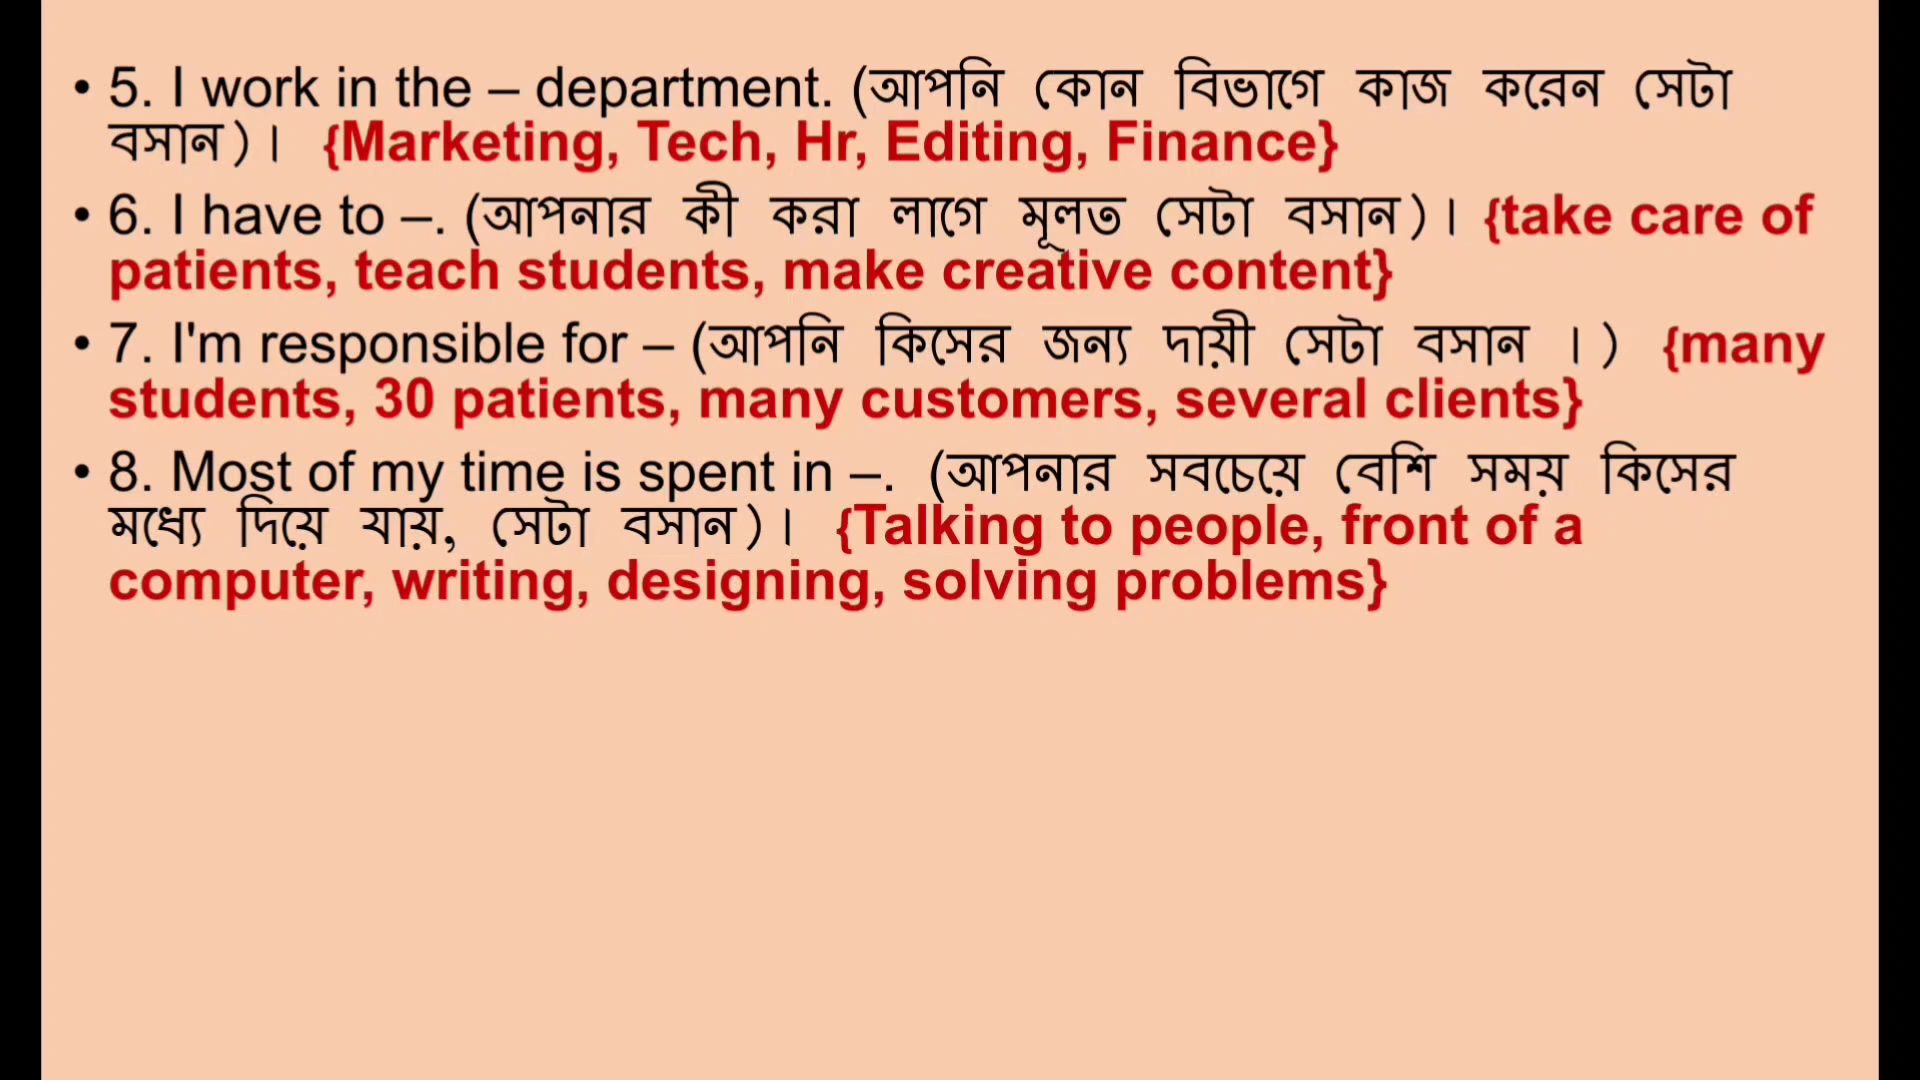 • 5. I work in the – department. (আপনি কোন বিভাগে কাজ করেন সেটা
বসান)। {Marketing, Tech, Hr, Editing, Finance}
• 6. I have to –. (আপনার কী করা লাগে মূলত সেটা বসান)। {take care of
patients, teach students, make creative content}
• 7. I'm responsible for – (আপনি কিসের জন্য দায়ী সেটা বসান ।) {many
students, 30 patients, many customers, several clients}
• 8. Most of my time is spent in –. (আপনার সবচেয়ে বেশি সময় কিসের
মধ্যে দিয়ে যায়, সেটা বসান)। {Talking to people, front of a
computer, writing, designing, solving problems}